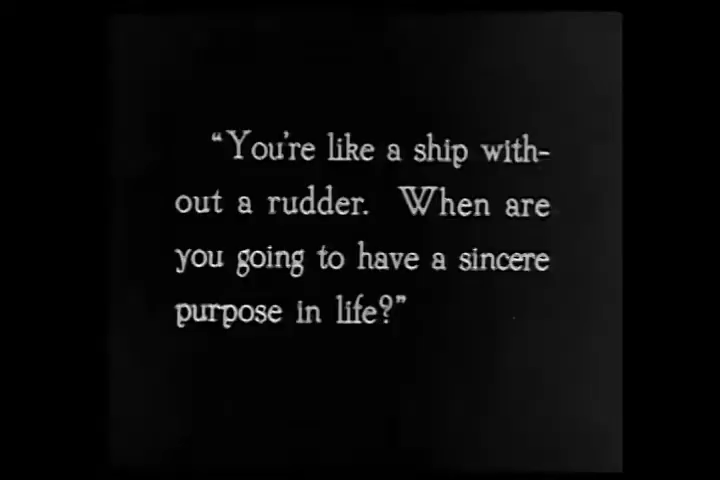 “You're like a ship with-
out a rudder. When are
you going to have a sincere
purpose in life?”